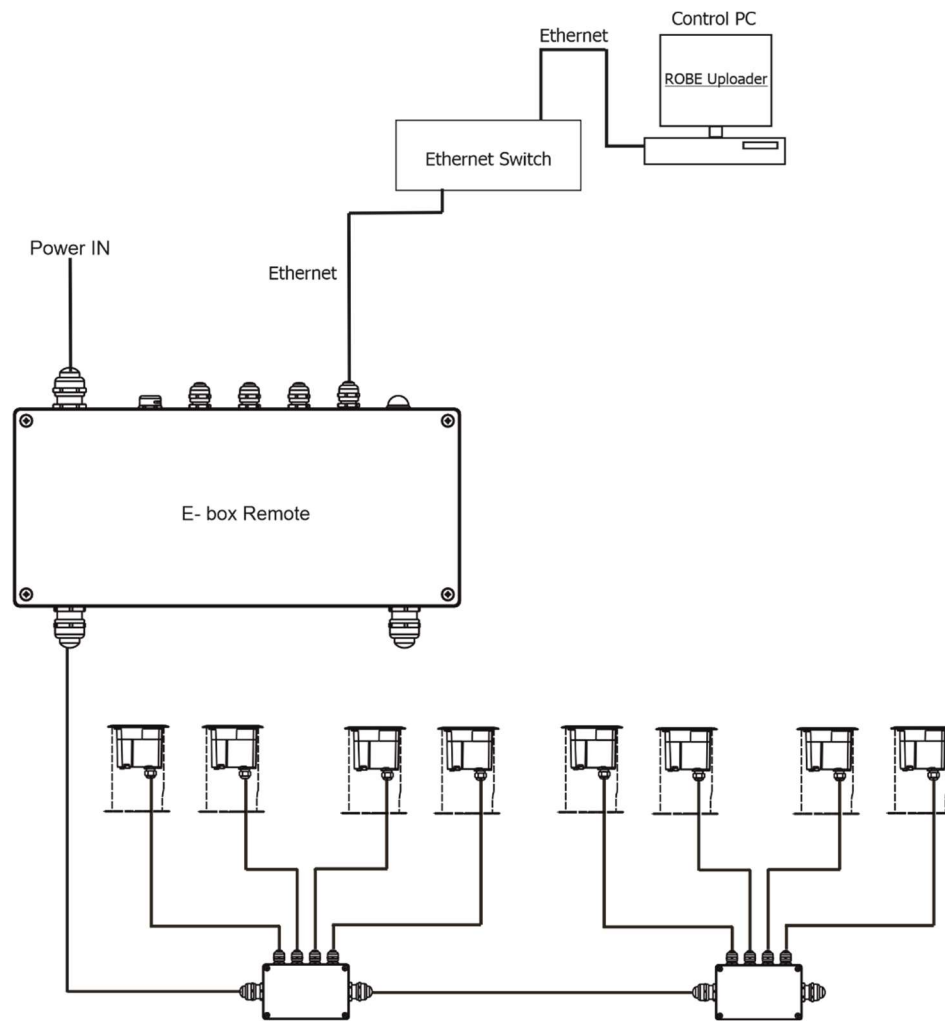 Control PC
Ethernet
ROBE Uploader
Ethernet Switch
Power IN
Ethernet
E- box Remote